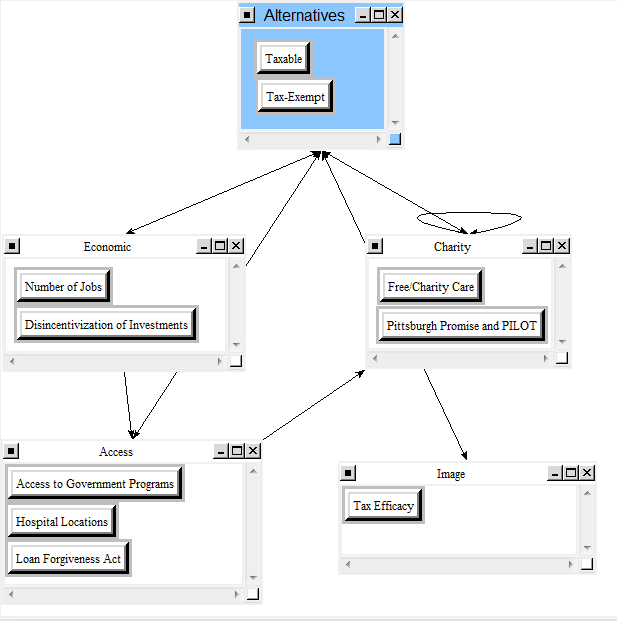 Alternatives
Taxable
Tax-Exempt
Economic
Number of Jobs
Disincentivization of Investments
Charity
Free/Charity Care
Pittsburgh Promise and PILOT
Access
Access to Government Programs
Hospital Locations
Loan Forgiveness Act
Image
Tax Efficacy